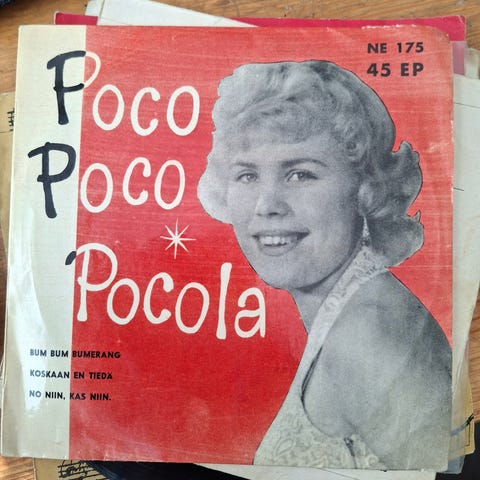 NE 175
45 EP
Poco
Poco
Pocola
BUM BUM BUMERANG
KOSKAAN EN TIEDÄ
NO NIIN, KAS NIIN.